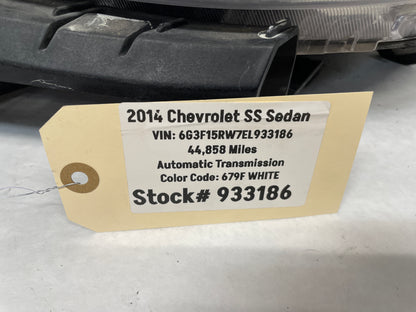 2014 Chevrolet SS Sedan
VIN: 6G3F15RW7EL933186
44,858 Miles
Automatic Transmission
Color Code: 679F WHITE
Stock# 933186